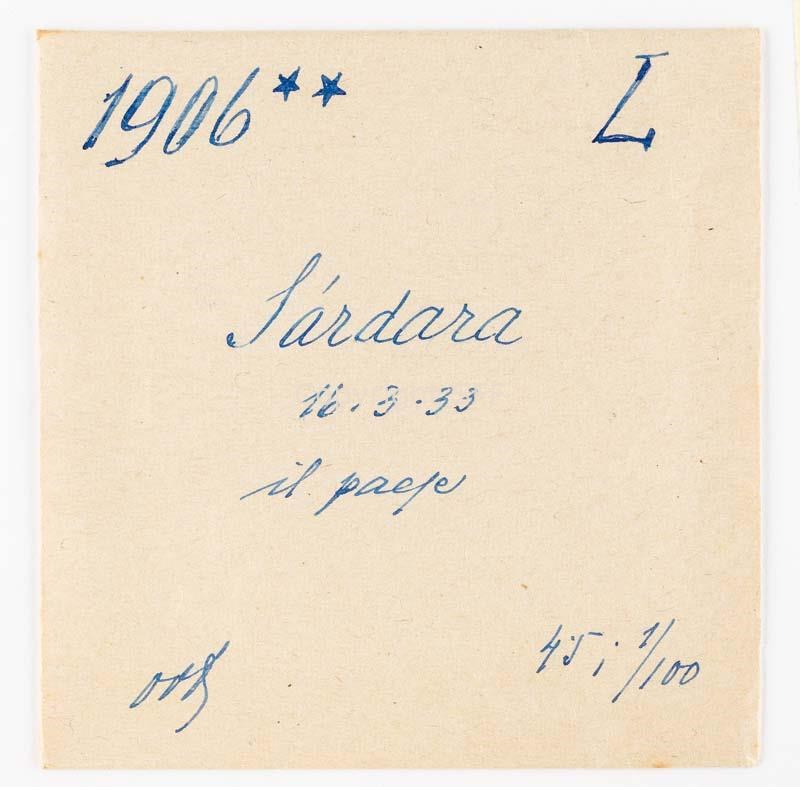 1906** L
Sárdara
16.3.33
il paese
45; 1/100